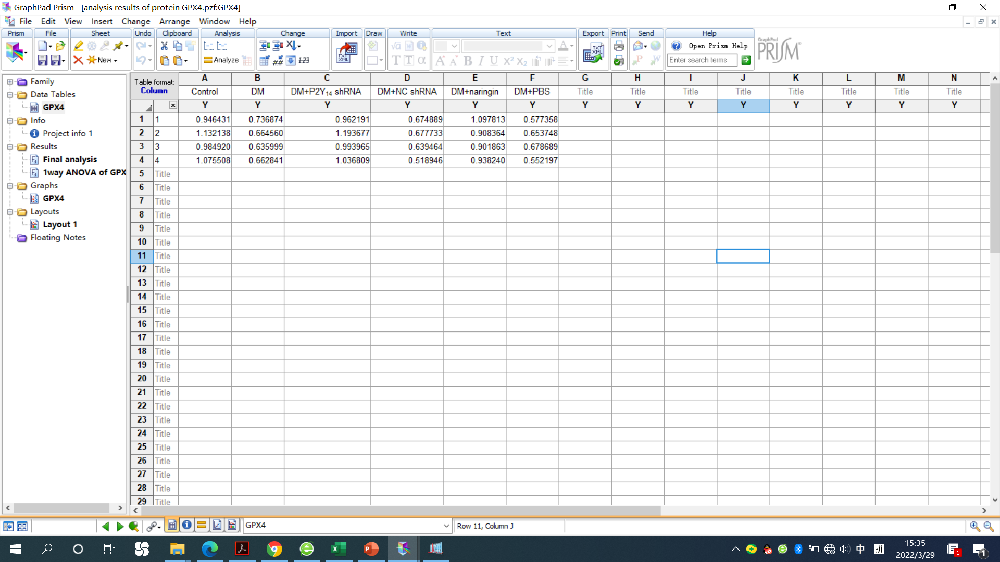 GraphPad Prism - [analysis results of protein GPX4.pzf:GPX4]
File Edit View Insert Change Arrange Window Help
Prism File Sheet Undo Clipboard Analysis Change Import Draw Write Text Export Print Send Help
Open Prism Help
GraphPad PRISM
New Analyze Enter search terms
Family
Data Tables
GPX4
Info
Project info 1
Results
Final analysis
1way ANOVA of GPX
Graphs
GPX4
Layouts
Layout 1
Floating Notes
Table format: Column
A B C D E F G H I J K L M N
Control DM DM+P2Y₁₄ shRNA DM+NC shRNA DM+naringin DM+PBS Title Title Title Title Title Title Title Title
Y Y Y Y Y Y Y Y Y Y Y Y Y Y
1 1 0.946431 0.736874 0.962191 0.674889 1.097813 0.577358
2 2 1.132138 0.664560 1.193677 0.677733 0.908364 0.653748
3 3 0.984920 0.635999 0.993965 0.639464 0.901863 0.678689
4 4 1.075508 0.662841 1.036809 0.518946 0.938240 0.552197
5 Title
6 Title
7 Title
8 Title
9 Title
10 Title
11 Title
12 Title
13 Title
14 Title
15 Title
16 Title
17 Title
18 Title
19 Title
20 Title
21 Title
22 Title
23 Title
24 Title
25 Title
26 Title
27 Title
28 Title
29 Title
GPX4 Row 11, Column J
中 拼 15:35
2022/3/29